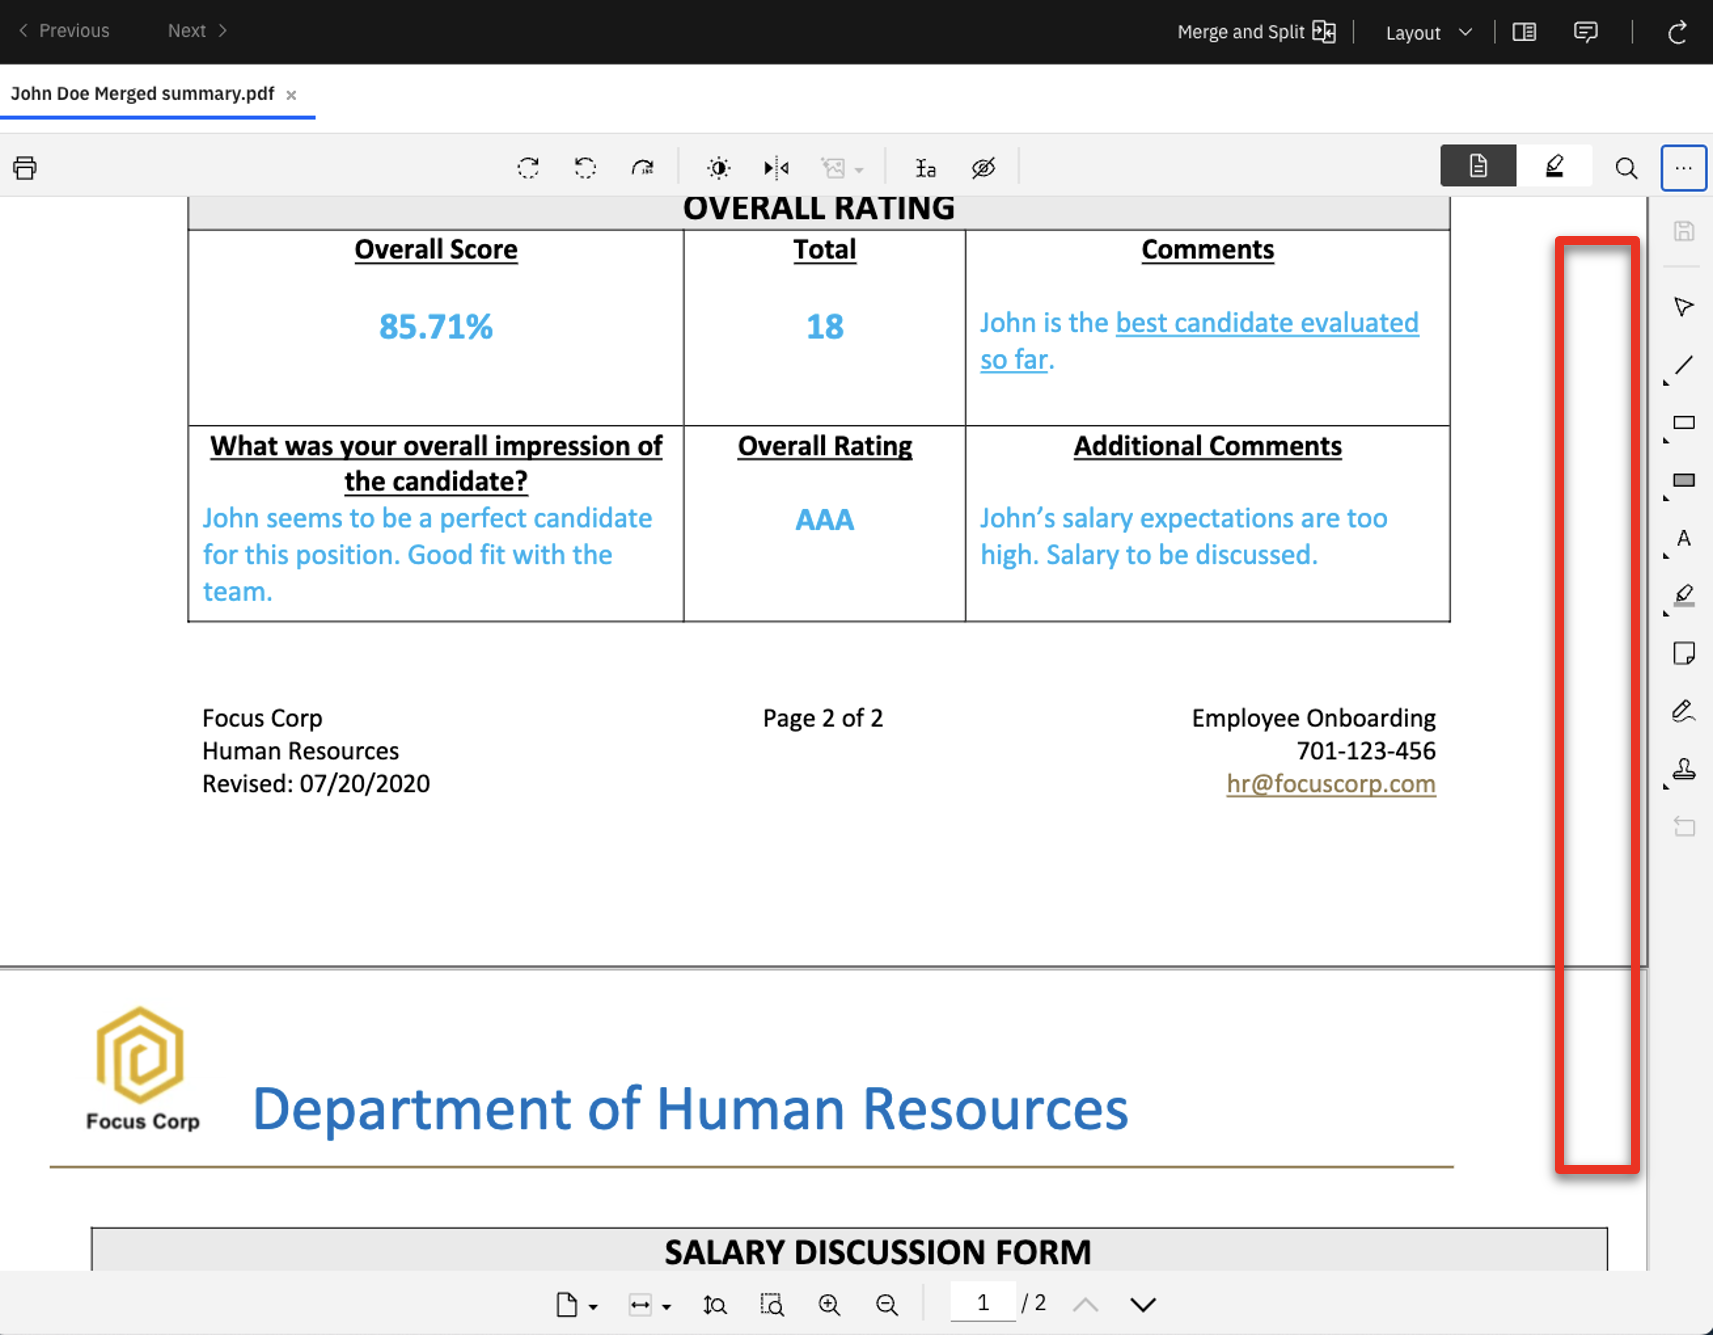 Previous
Next
Merge and Split
Layout
John Doe Merged summary.pdf
OVERALL RATING
Overall Score
Total
Comments
85.71%
18
John is the best candidate evaluated
so far.
What was your overall impression of
the candidate?
Overall Rating
Additional Comments
John seems to be a perfect candidate
for this position. Good fit with the
team.
AAA
John’s salary expectations are too
high. Salary to be discussed.
Focus Corp
Human Resources
Revised: 07/20/2020
Page 2 of 2
Employee Onboarding
701-123-456
hr@focuscorp.com
Focus Corp
Department of Human Resources
SALARY DISCUSSION FORM
1 / 2